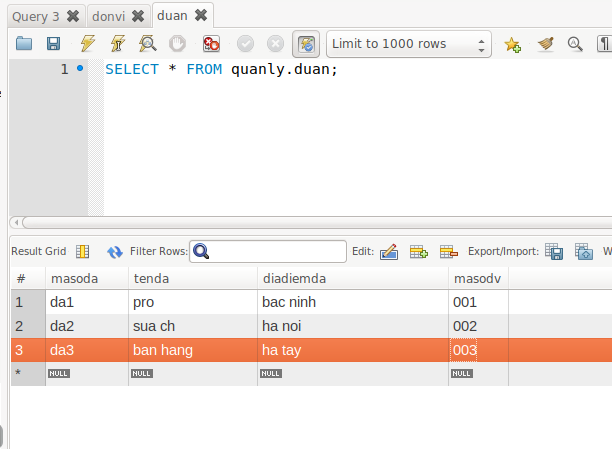 Query 3 donvi duan
Limit to 1000 rows
1 SELECT * FROM quanly.duan;
Result Grid Filter Rows: Edit: Export/Import: W
# masoda tenda diadiemda masodv
1 da1 pro bac ninh 001
2 da2 sua ch ha noi 002
3 da3 ban hang ha tay 003
* NULL NULL NULL NULL